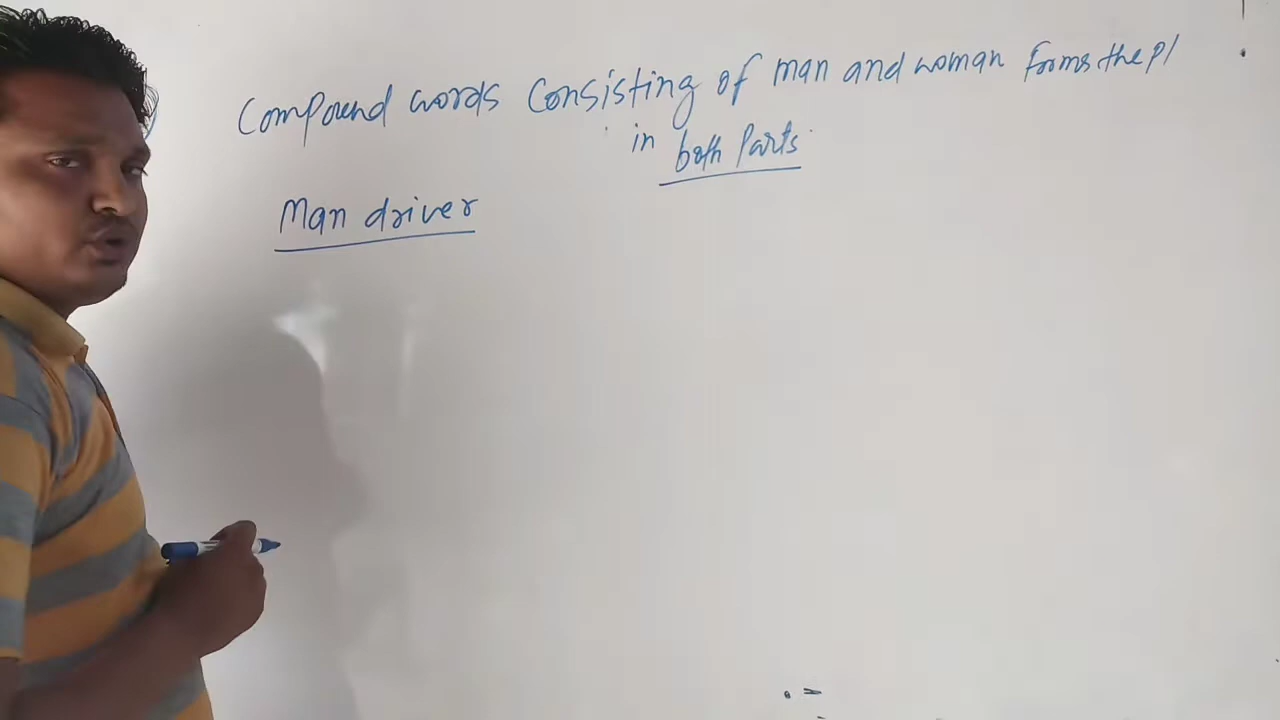 Compound words consisting of man and woman forms the pl
in both parts
Man driver